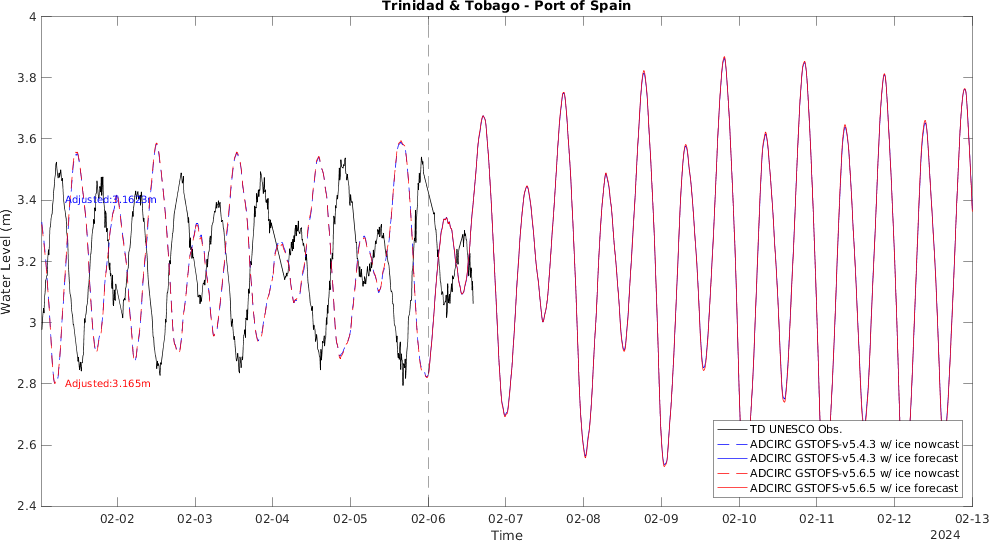 Trinidad & Tobago - Port of Spain
4
3.8
3.6
3.4
3.2
3
2.8
2.6
2.4
Water Level (m)
Adjusted:3.1623m
Adjusted:3.165m
TD UNESCO Obs.
ADCIRC GSTOFS-v5.4.3 w/ ice nowcast
ADCIRC GSTOFS-v5.4.3 w/ ice forecast
ADCIRC GSTOFS-v5.6.5 w/ ice nowcast
ADCIRC GSTOFS-v5.6.5 w/ ice forecast
02-02 02-03 02-04 02-05 02-06 02-07 02-08 02-09 02-10 02-11 02-12 02-13
Time
2024